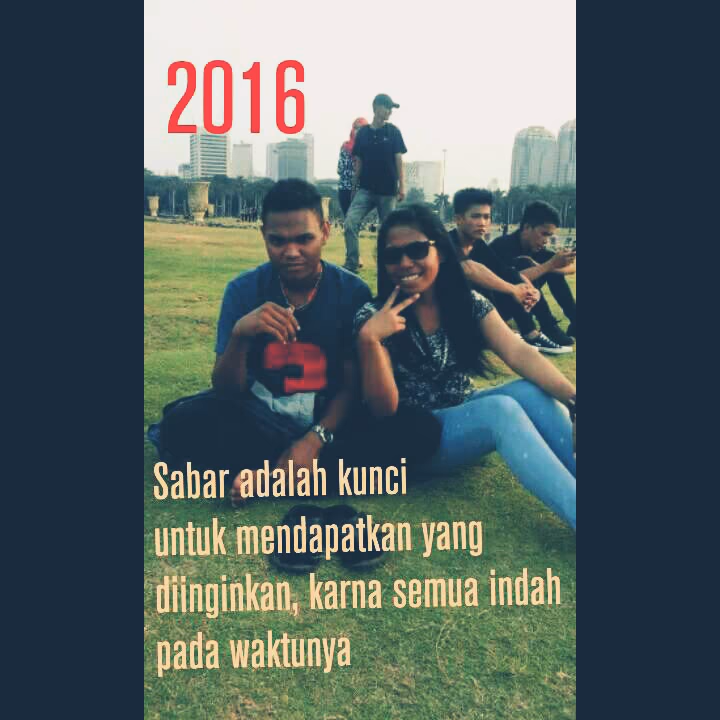 2016
Sabar adalah kunci
untuk mendapatkan yang
diinginkan, karna semua indah
pada waktunya